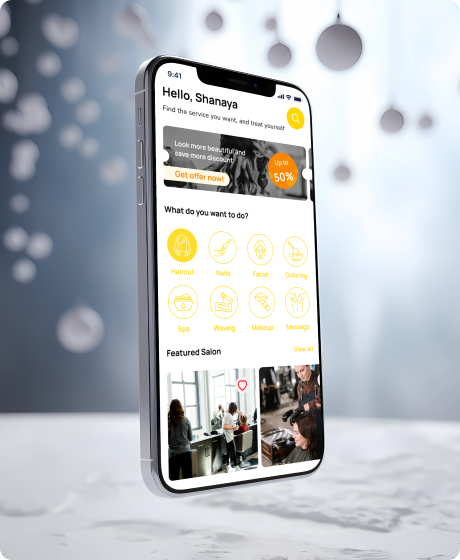 9:41
Hello, Shanaya
Find the service you want, and treat yourself
Look more beautiful and
save more discount
Get offer now!
Up to
50%
What do you want to do?
Haircut
Nails
Facial
Coloring
Spa
Waxing
Makeup
Massage
Featured Salon
View all